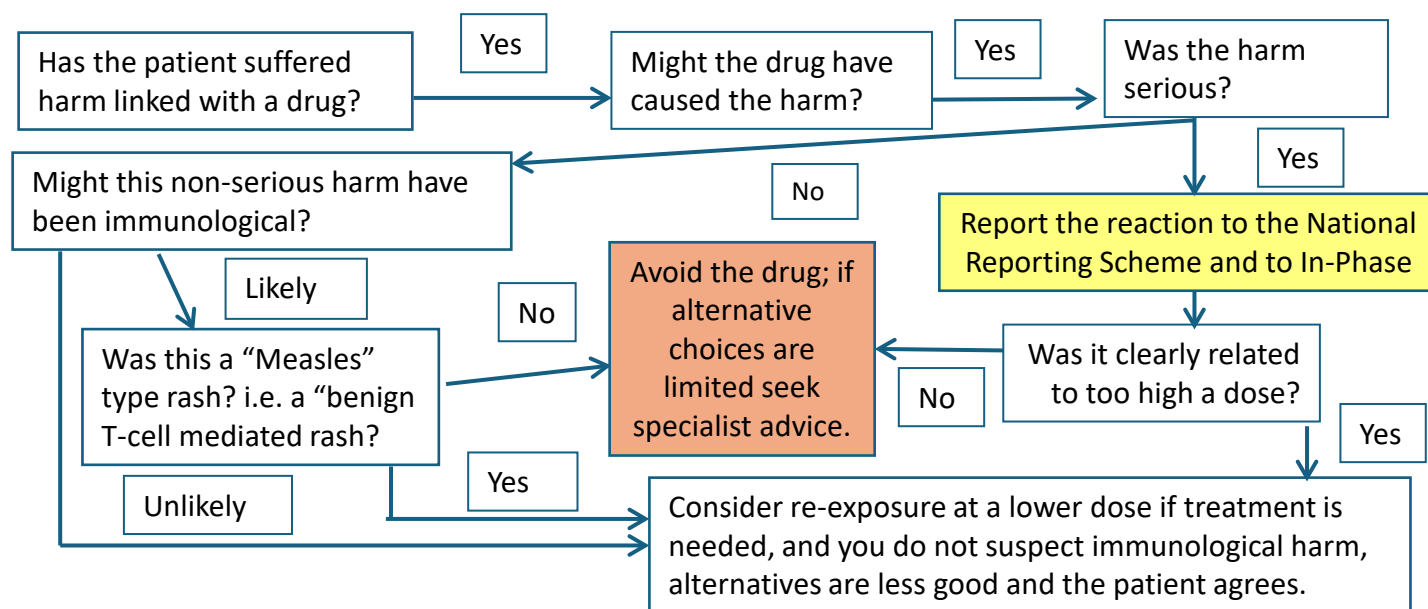 Has the patient suffered
harm linked with a drug?
Yes
Might the drug have
caused the harm?
Yes
Was the harm
serious?
Might this non-serious harm have
been immunological?
No
Yes
Report the reaction to the National
Reporting Scheme and to In-Phase
Likely
No
Avoid the drug; if
alternative
choices are
limited seek
specialist advice.
Was this a “Measles”
type rash? i.e. a “benign
T-cell mediated rash?
No
Was it clearly related
to too high a dose?
Yes
Unlikely
Yes
Consider re-exposure at a lower dose if treatment is
needed, and you do not suspect immunological harm,
alternatives are less good and the patient agrees.